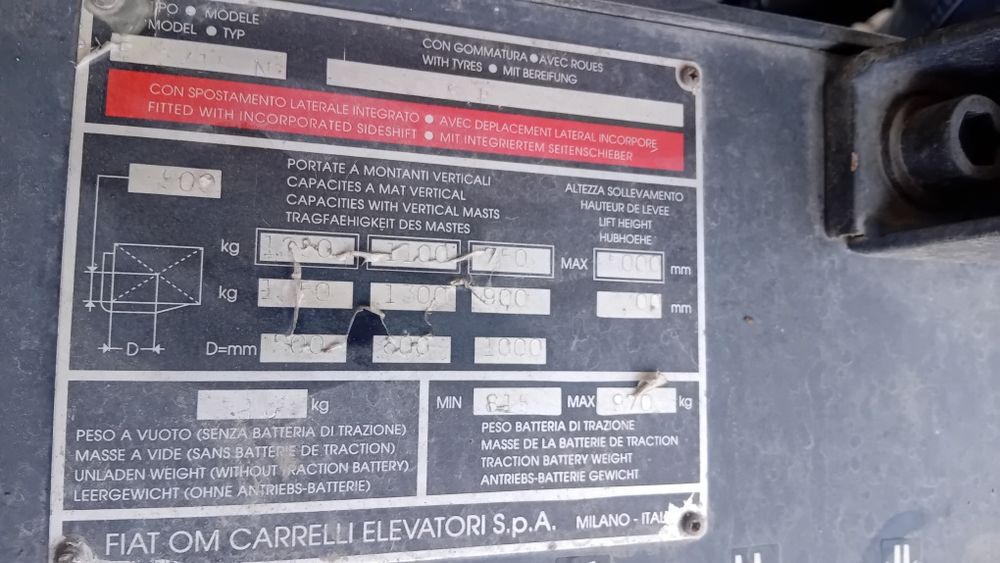 TIPO ● MODELE
MODEL ● TYP
N
CON GOMMATURA ● AVEC ROUES
WITH TYRES ● MIT BEREIFUNG
CON SPOSTAMENTO LATERALE INTEGRATO ● AVEC DEPLACEMENT LATERAL INCORPORE
FITTED WITH INCORPORATED SIDESHIFT ● MIT INTEGRIERTEM SEITENSCHIEBER
PORTATE Á MONTANTI VERTICALI
CAPACITES A MAT VERTICAL
CAPACITIES WITH VERTICAL MASTS
TRAGFAEHIGKEIT DES MASTES
ALTEZZA SOLLEVAMENTO
HAUTEUR DE LEVEE
LIFT HEIGHT
HUBHOEHE
kg MAX mm
kg 1300 900 mm
D D=mm 800 1000
kg
PESO A VUOTO (SENZA BATTERIA DI TRAZIONE)
MASSE A VIDE (SANS BATTERIE DE TRACTION)
UNLADEN WEIGHT (WITHOUT TRACTION BATTERY)
LEERGEWICHT (OHNE ANTRIEBS-BATTERIE)
MIN MAX 970 kg
PESO BATTERIA DI TRAZIONE
MASSE DE LA BATTERIE DE TRACTION
TRACTION BATTERY WEIGHT
ANTRIEBS-BATTERIE GEWICHT
FIAT OM CARRELLI ELEVATORI S.p.A. MILANO - ITALIA